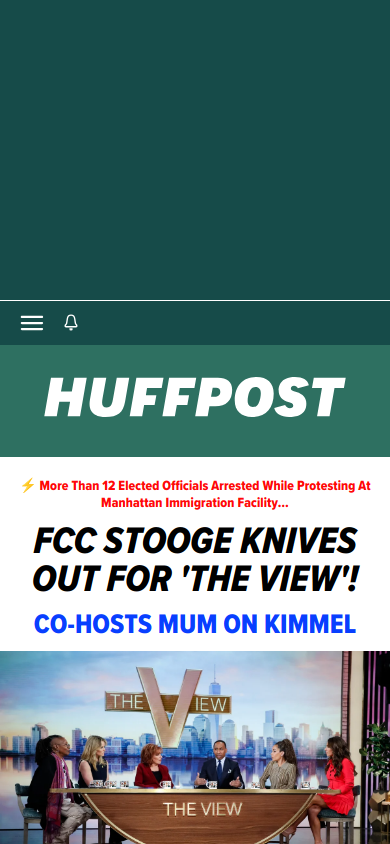 HUFFPOST
⚡ More Than 12 Elected Officials Arrested While Protesting At
Manhattan Immigration Facility...
FCC STOOGE KNIVES
OUT FOR 'THE VIEW'!
CO-HOSTS MUM ON KIMMEL
THE VIEW
THE VIEW